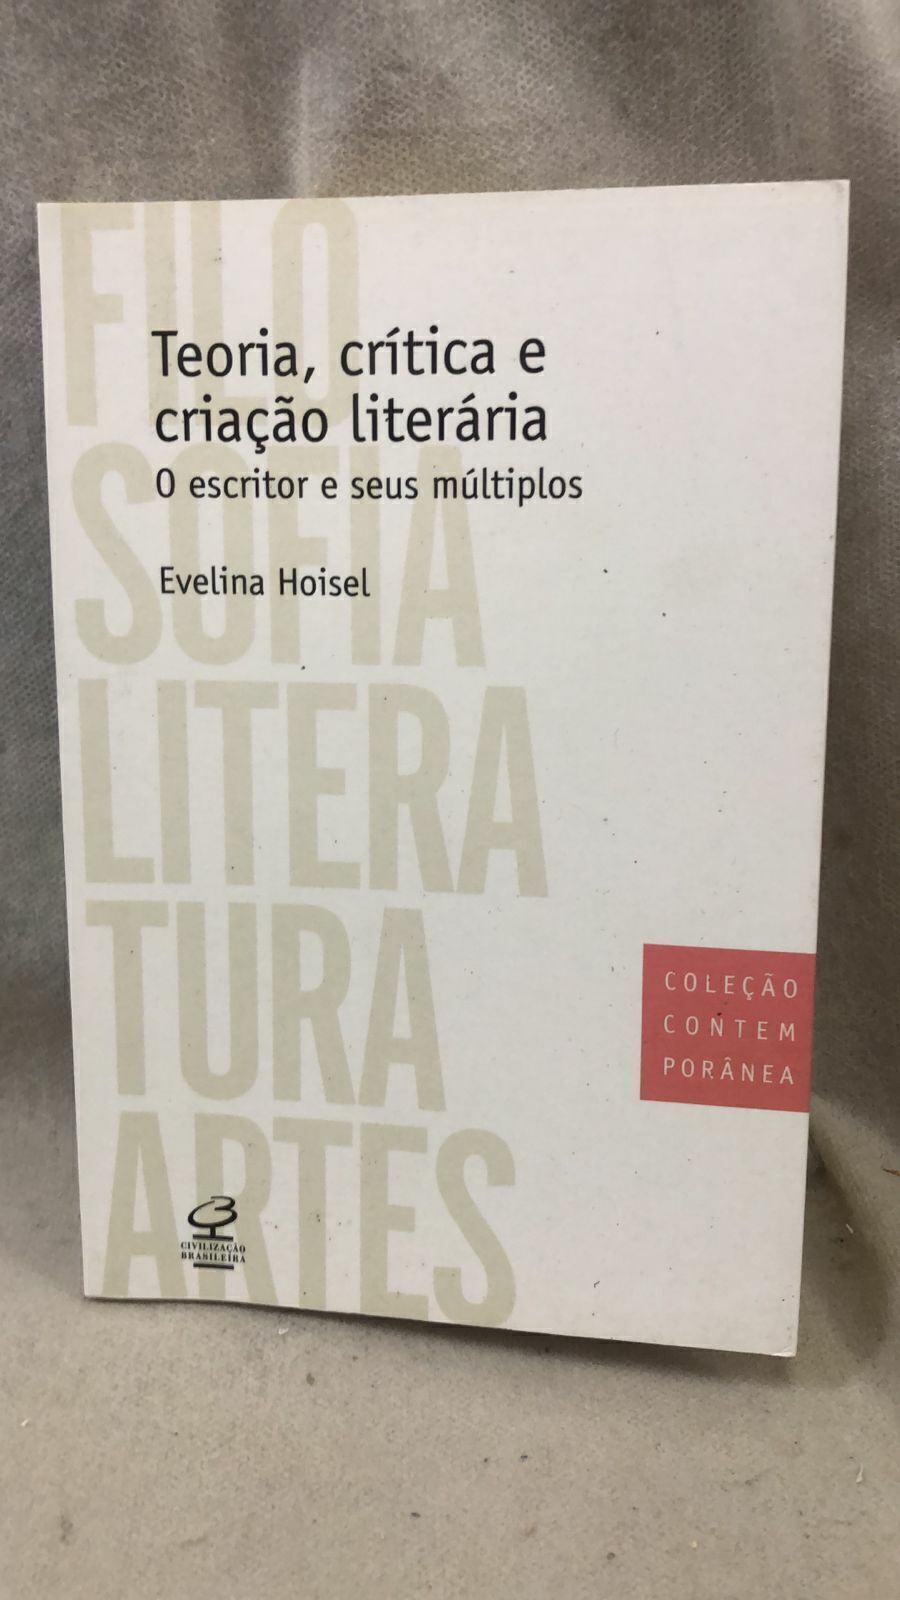 FILO
SOFIA
LITERA
TURA
ARTES
Teoria, crítica e
criação literária
O escritor e seus múltiplos
Evelina Hoisel
COLEÇÃO
CONTEM
PORÂNEA
CIVILIZAÇÃO
BRASILEIRA